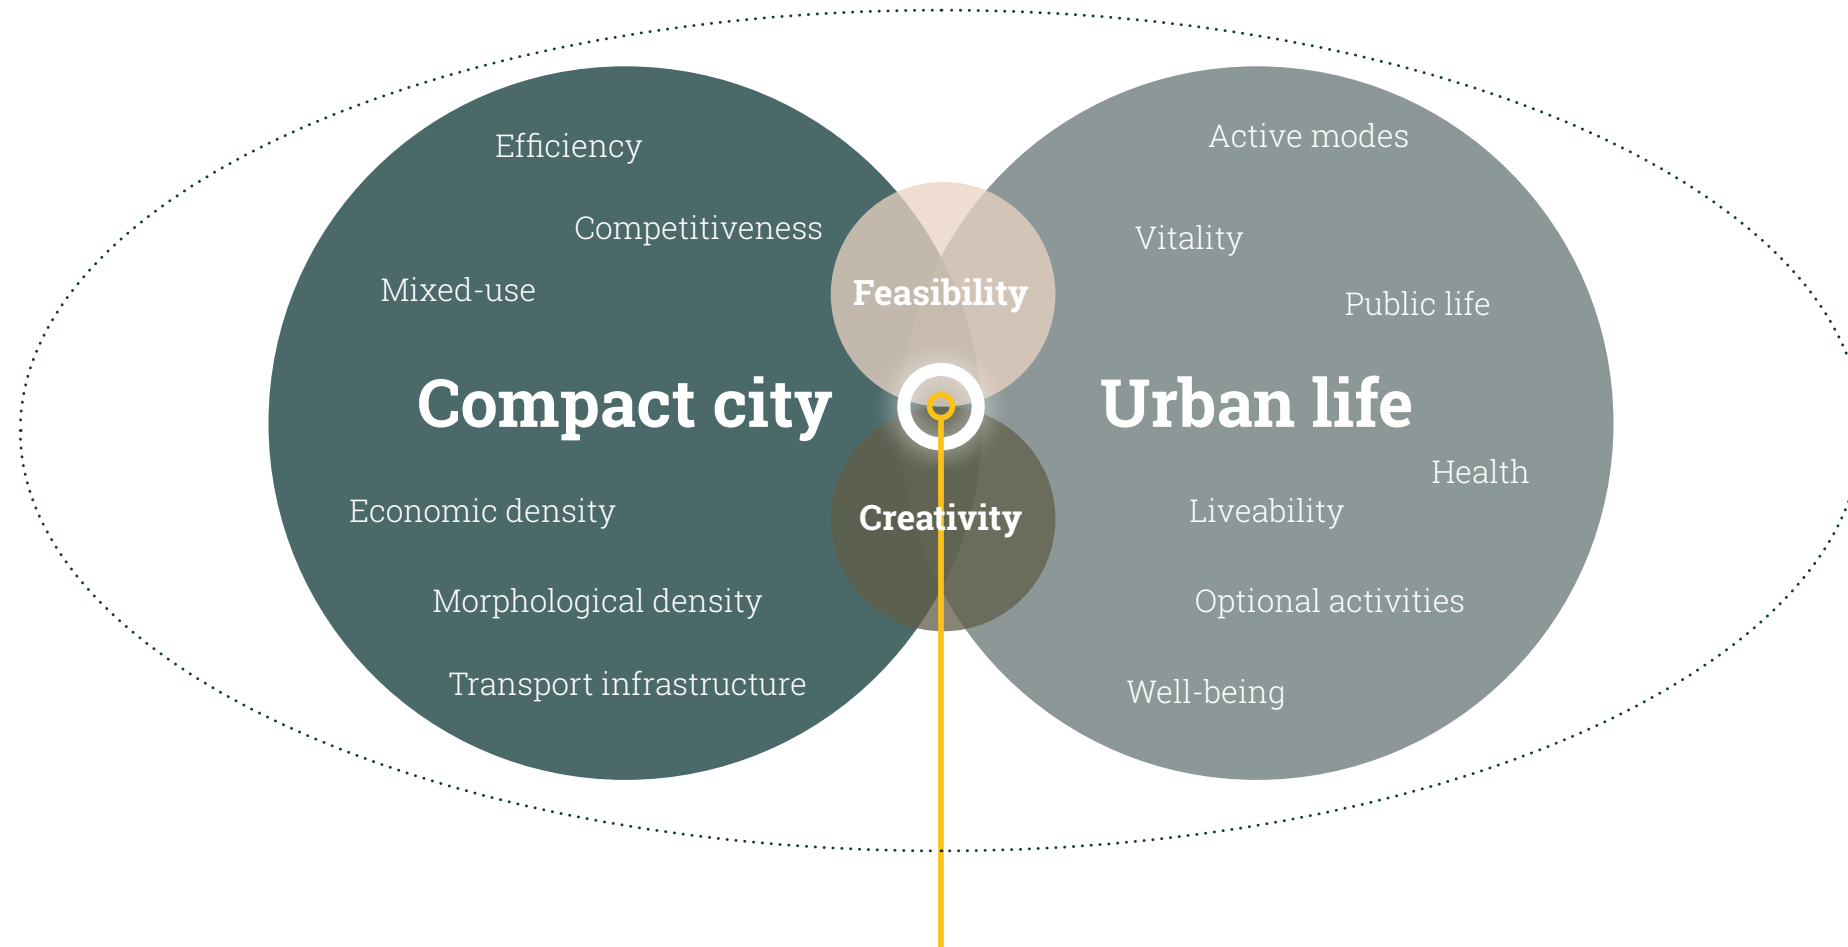 Efficiency
Competitiveness
Mixed-use
Compact city
Economic density
Morphological density
Transport infrastructure
Feasibility
Creativity
Active modes
Vitality
Public life
Urban life
Health
Liveability
Optional activities
Well-being